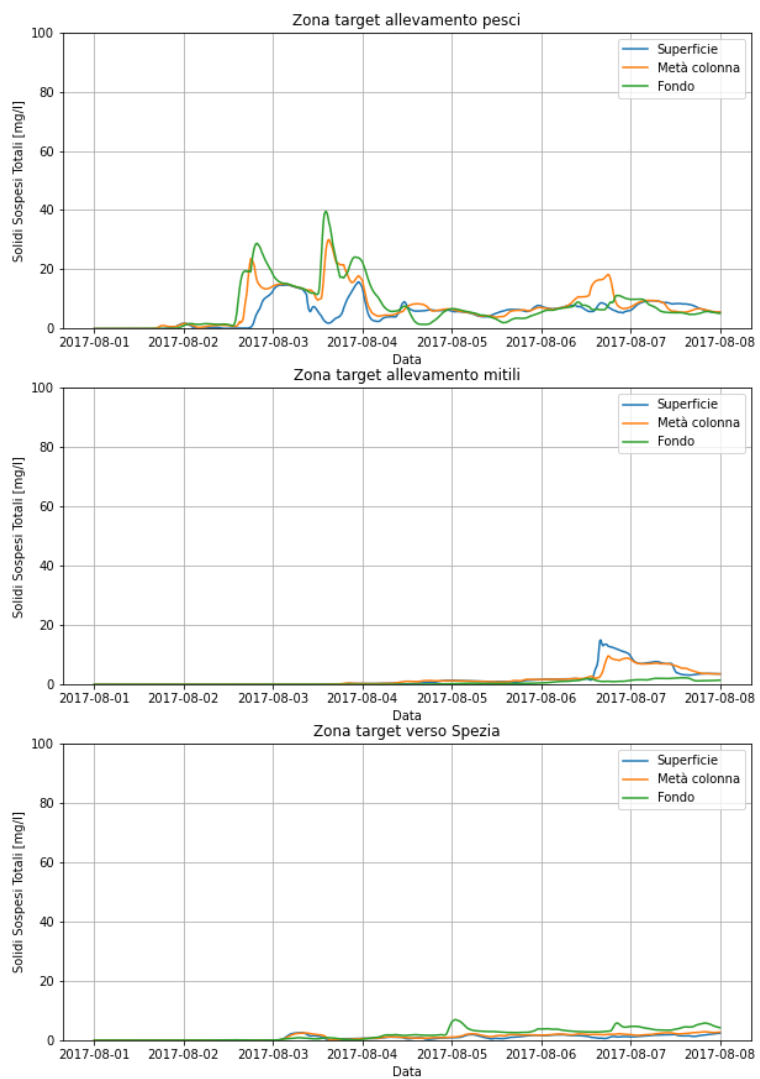 Zona target allevamento pesci
100
80
60
40
20
0
Solidi Sospesi Totali [mg/l]
Superficie
Metà colonna
Fondo
2017-08-01 2017-08-02 2017-08-03 2017-08-04 2017-08-05 2017-08-06 2017-08-07 2017-08-08
Data
Zona target allevamento mitili
100
80
60
40
20
0
Solidi Sospesi Totali [mg/l]
Superficie
Metà colonna
Fondo
2017-08-01 2017-08-02 2017-08-03 2017-08-04 2017-08-05 2017-08-06 2017-08-07 2017-08-08
Data
Zona target verso Spezia
100
80
60
40
20
0
Solidi Sospesi Totali [mg/l]
Superficie
Metà colonna
Fondo
2017-08-01 2017-08-02 2017-08-03 2017-08-04 2017-08-05 2017-08-06 2017-08-07 2017-08-08
Data